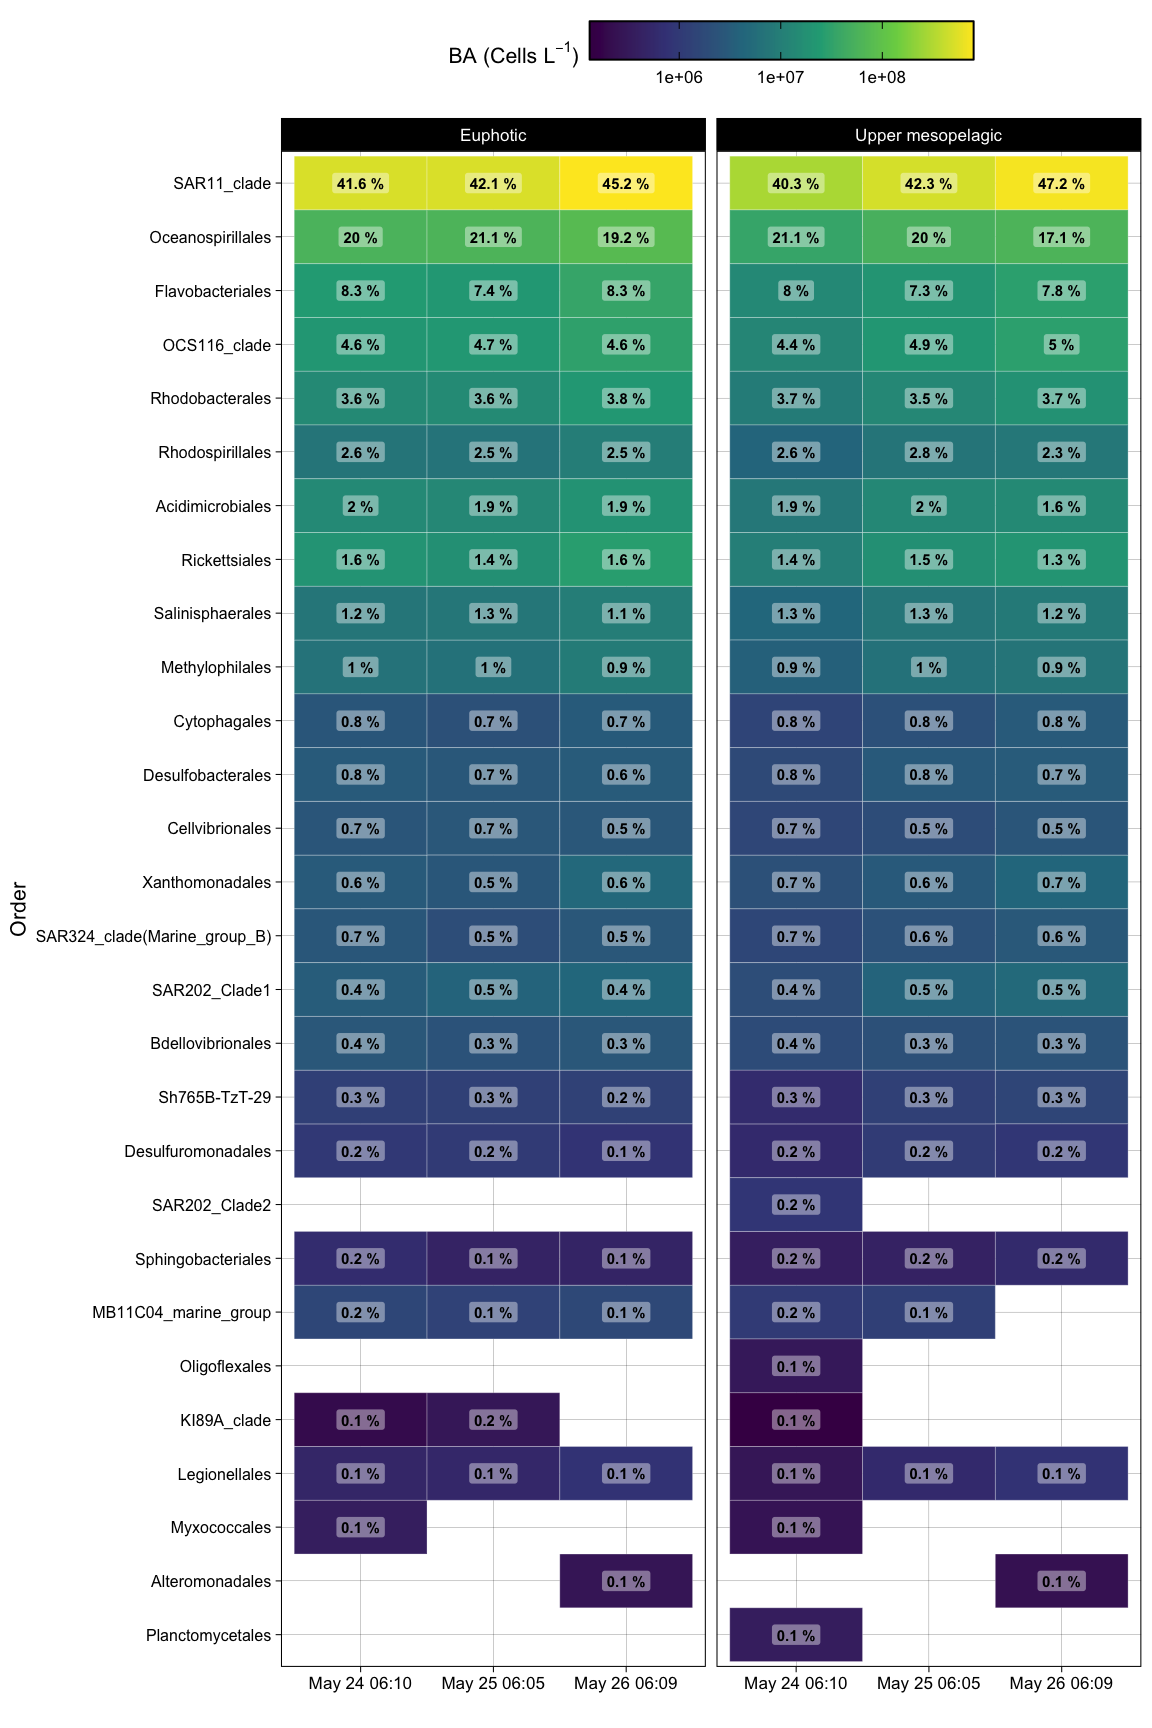 BA (Cells L−1)
1e+06 1e+07 1e+08
Euphotic Upper mesopelagic
SAR11_clade 41.6 % 42.1 % 45.2 % 40.3 % 42.3 % 47.2 %
Oceanospirillales 20 % 21.1 % 19.2 % 21.1 % 20 % 17.1 %
Flavobacteriales 8.3 % 7.4 % 8.3 % 8 % 7.3 % 7.8 %
OCS116_clade 4.6 % 4.7 % 4.6 % 4.4 % 4.9 % 5 %
Rhodobacterales 3.6 % 3.6 % 3.8 % 3.7 % 3.5 % 3.7 %
Rhodospirillales 2.6 % 2.5 % 2.5 % 2.6 % 2.8 % 2.3 %
Acidimicrobiales 2 % 1.9 % 1.9 % 1.9 % 2 % 1.6 %
Rickettsiales 1.6 % 1.4 % 1.6 % 1.4 % 1.5 % 1.3 %
Salinisphaerales 1.2 % 1.3 % 1.1 % 1.3 % 1.3 % 1.2 %
Methylophilales 1 % 1 % 0.9 % 0.9 % 1 % 0.9 %
Cytophagales 0.8 % 0.7 % 0.7 % 0.8 % 0.8 % 0.8 %
Desulfobacterales 0.8 % 0.7 % 0.6 % 0.8 % 0.8 % 0.7 %
Cellvibrionales 0.7 % 0.7 % 0.5 % 0.7 % 0.5 % 0.5 %
Xanthomonadales 0.6 % 0.5 % 0.6 % 0.7 % 0.6 % 0.7 %
Order
SAR324_clade(Marine_group_B) 0.7 % 0.5 % 0.5 % 0.7 % 0.6 % 0.6 %
SAR202_Clade1 0.4 % 0.5 % 0.4 % 0.4 % 0.5 % 0.5 %
Bdellovibrionales 0.4 % 0.3 % 0.3 % 0.4 % 0.3 % 0.3 %
Sh765B-TzT-29 0.3 % 0.3 % 0.2 % 0.3 % 0.3 % 0.3 %
Desulfuromonadales 0.2 % 0.2 % 0.1 % 0.2 % 0.2 % 0.2 %
SAR202_Clade2 0.2 %
Sphingobacteriales 0.2 % 0.1 % 0.1 % 0.2 % 0.2 % 0.2 %
MB11C04_marine_group 0.2 % 0.1 % 0.1 % 0.2 % 0.1 %
Oligoflexales 0.1 %
KI89A_clade 0.1 % 0.2 % 0.1 %
Legionellales 0.1 % 0.1 % 0.1 % 0.1 % 0.1 % 0.1 %
Myxococcales 0.1 % 0.1 %
Alteromonadales 0.1 % 0.1 %
Planctomycetales 0.1 %
May 24 06:10 May 25 06:05 May 26 06:09 May 24 06:10 May 25 06:05 May 26 06:09